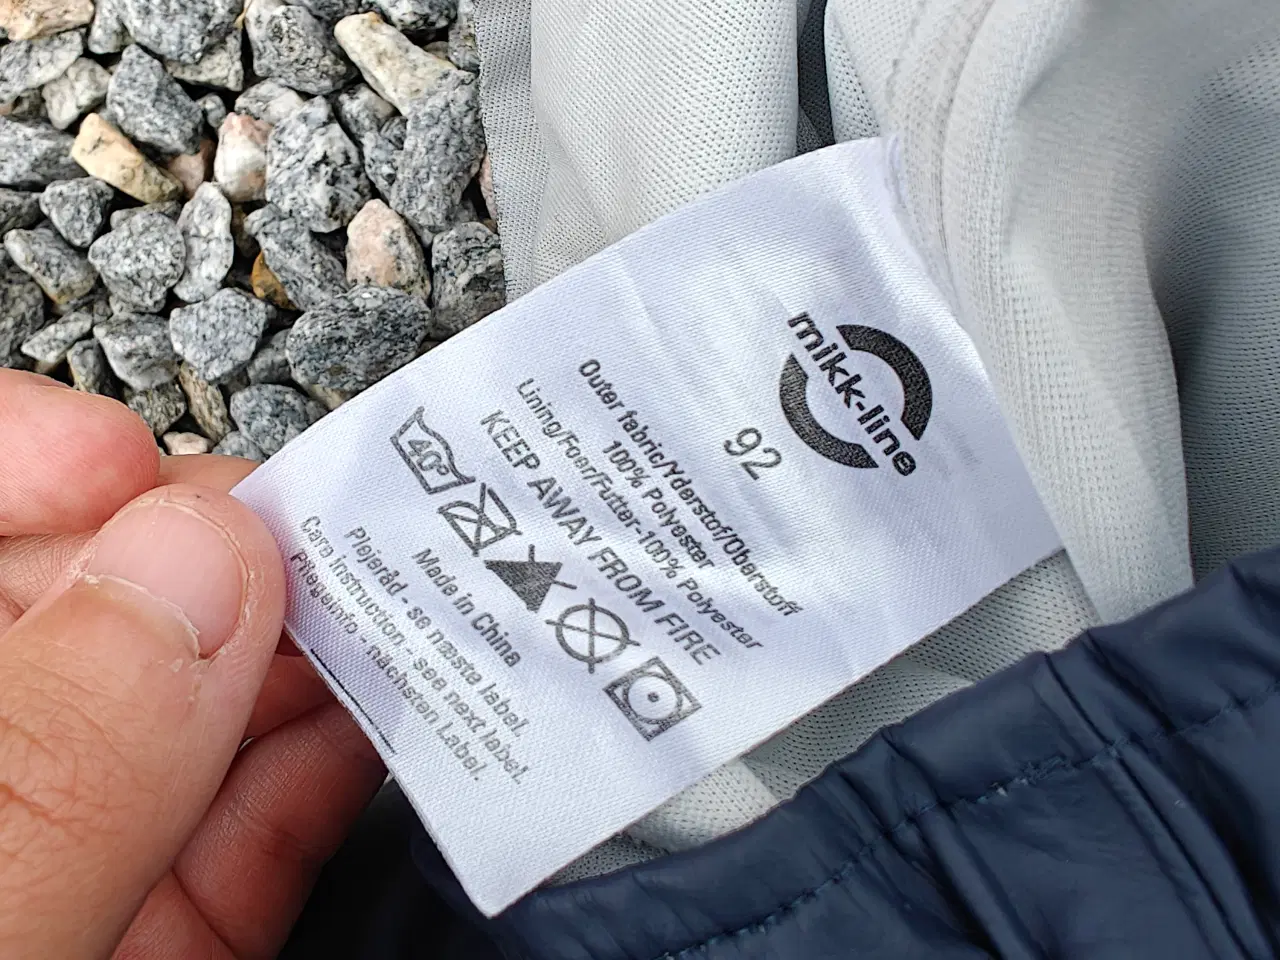 mikk-line
92
Outer fabric/Yderstof/Oberstoff
100% Polyester
Lining/Foer/Futter-100% Polyester
KEEP AWAY FROM FIRE
40°
Made in China
Plejeråd - se næste label.
Care instruction - see next label.
Pflegeinfo - nächsten Label.